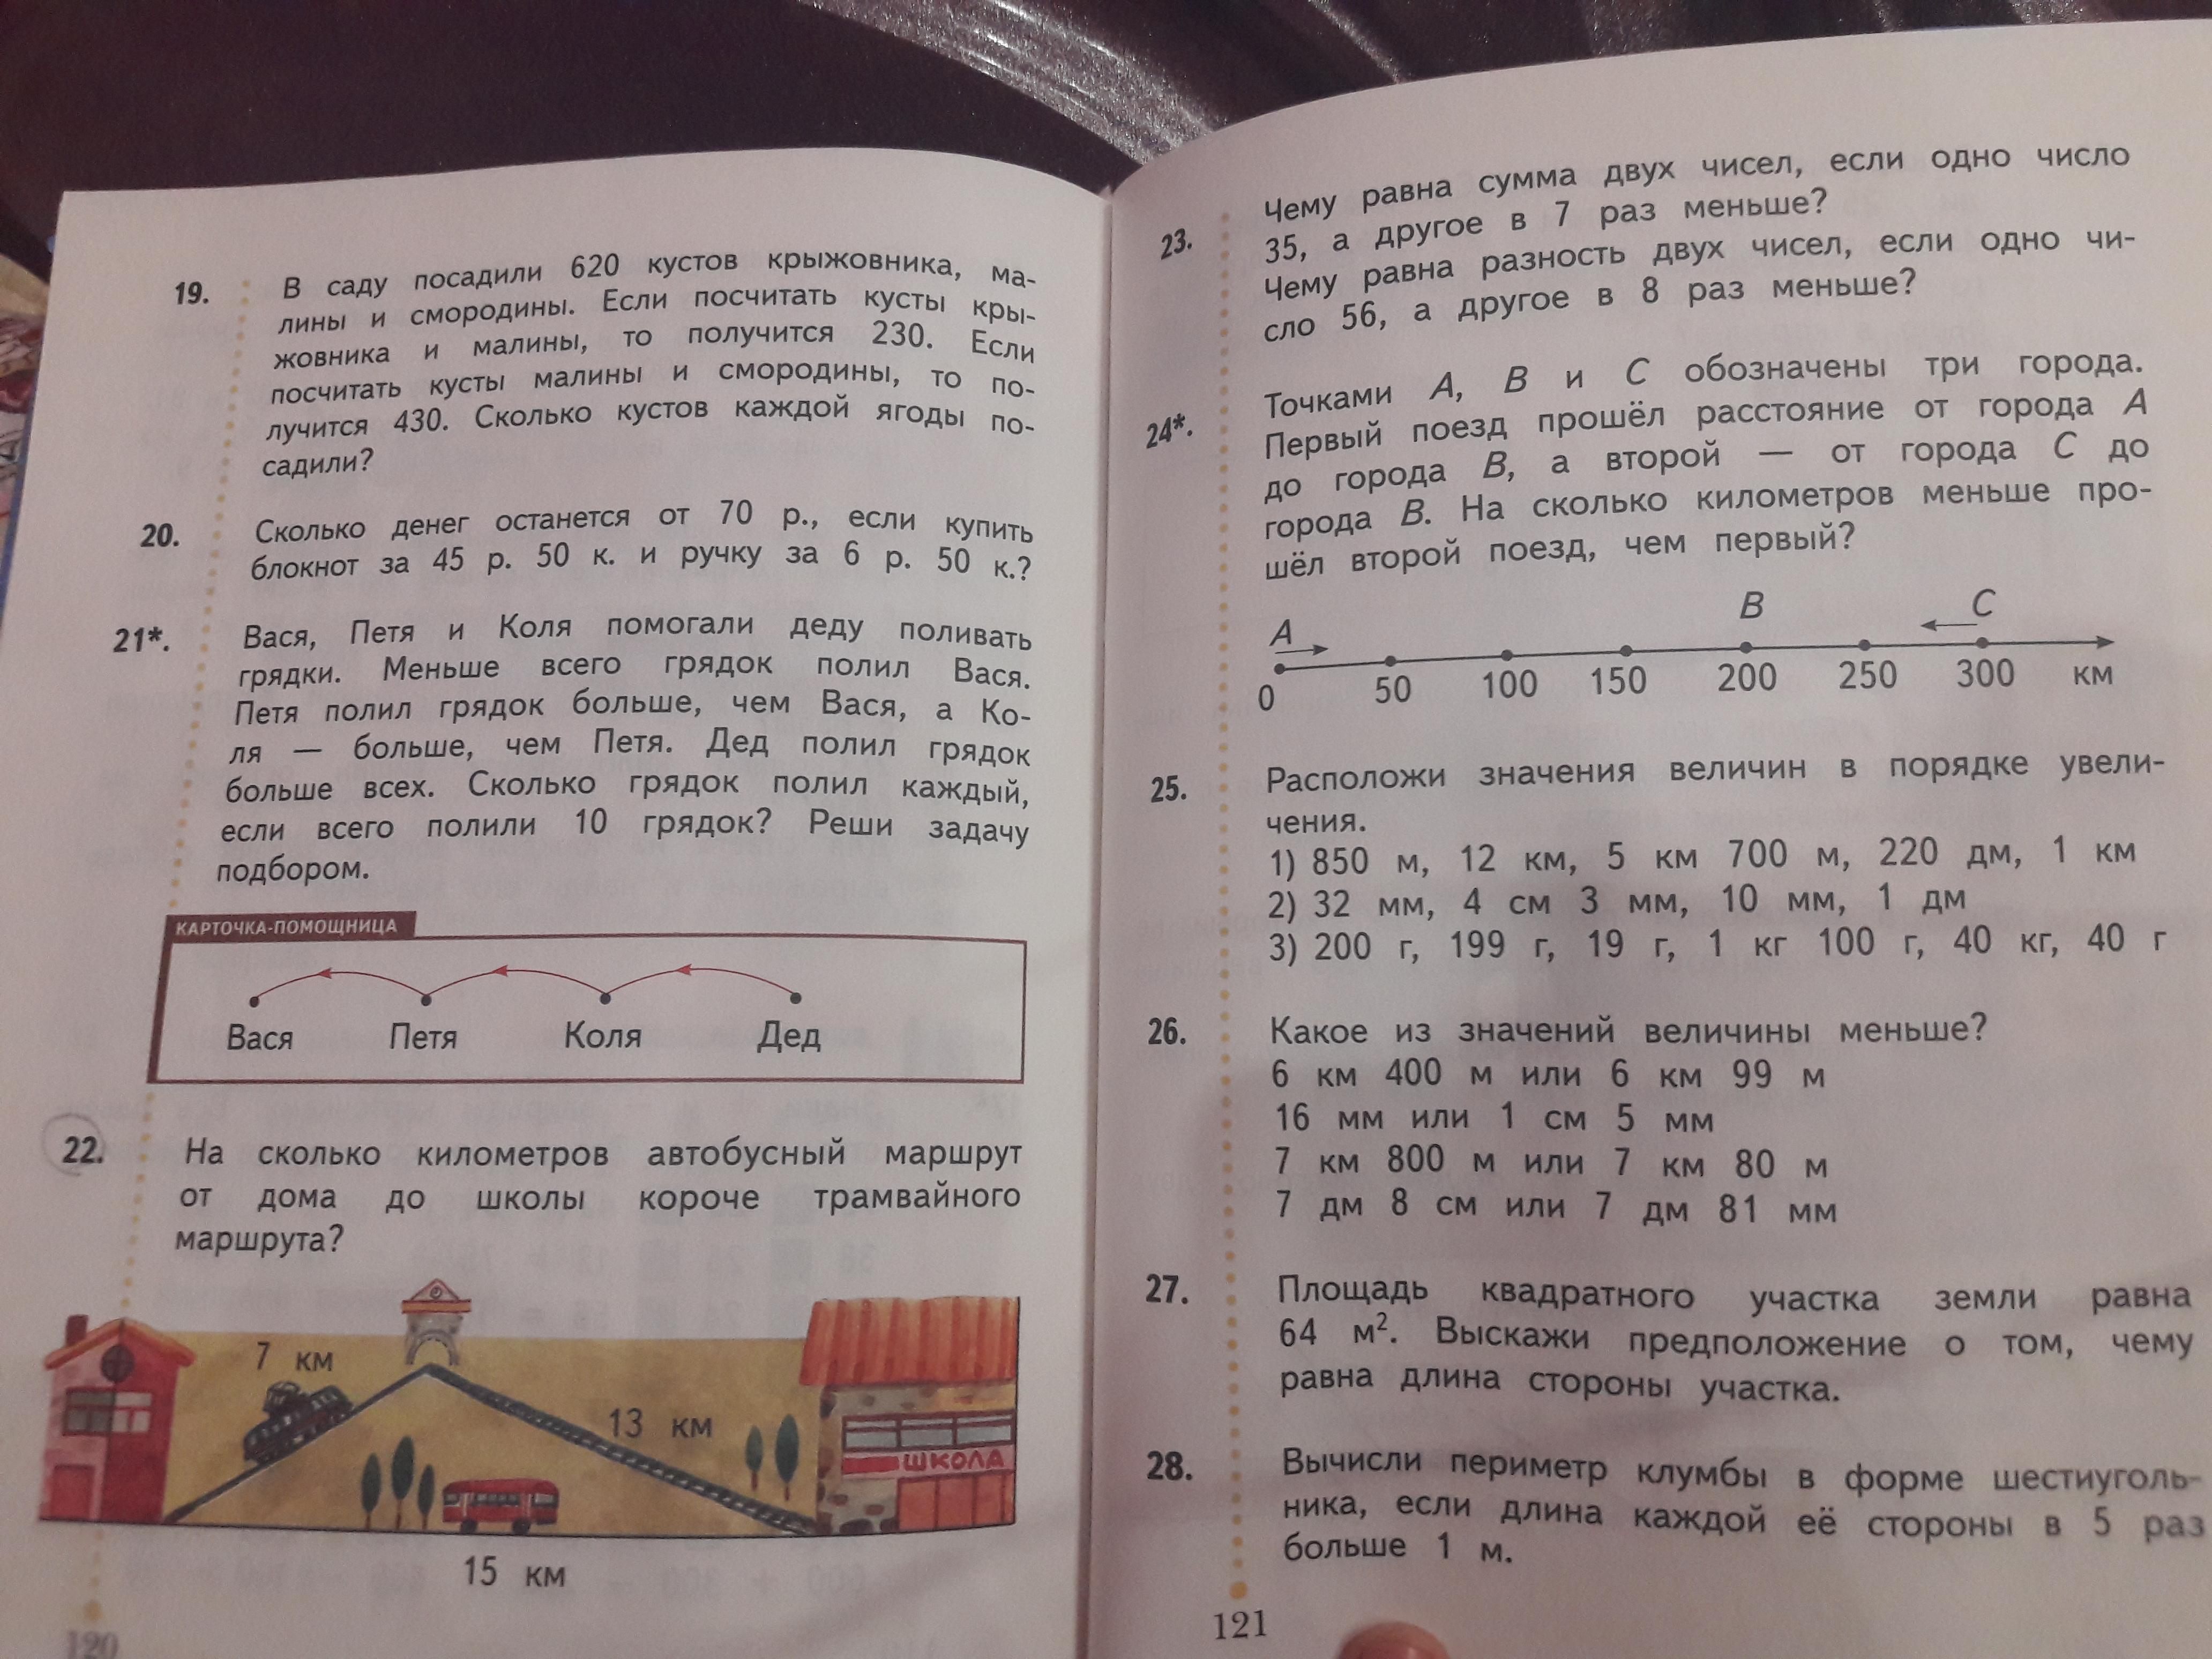 19. В саду посадили 620 кустов крыжовника, ма-
лины и смородины. Если посчитать кусты кры-
жовника и малины, то получится 230. Если
посчитать кусты малины и смородины, то по-
лучится 430. Сколько кустов каждой ягоды по-
садили?
20. Сколько денег останется от 70 р., если купить
блокнот за 45 р. 50 к. и ручку за 6 р. 50 к.?
21*. Вася, Петя и Коля помогали деду поливать
грядки. Меньше всего грядок полил Вася.
Петя полил грядок больше, чем Вася, а Ко-
ля — больше, чем Петя. Дед полил грядок
больше всех. Сколько грядок полил каждый,
если всего полили 10 грядок? Реши задачу
подбором.
КАРТОЧКА-ПОМОЩНИЦА
Вася Петя Коля Дед
22. На сколько километров автобусный маршрут
от дома до школы короче трамвайного
маршрута?
7 км
13 км
ШКОЛА
15 км
120
23. Чему равна сумма двух чисел, если одно число
35, а другое в 7 раз меньше?
Чему равна разность двух чисел, если одно чи-
сло 56, а другое в 8 раз меньше?
24*. Точками A, B и C обозначены три города.
Первый поезд прошёл расстояние от города A
до города B, а второй — от города C до
города B. На сколько километров меньше про-
шёл второй поезд, чем первый?
A B C
0 50 100 150 200 250 300 км
25. Расположи значения величин в порядке увели-
чения.
1) 850 м, 12 км, 5 км 700 м, 220 дм, 1 км
2) 32 мм, 4 см 3 мм, 10 мм, 1 дм
3) 200 г, 199 г, 19 г, 1 кг 100 г, 40 кг, 40 г
26. Какое из значений величины меньше?
6 км 400 м или 6 км 99 м
16 мм или 1 см 5 мм
7 км 800 м или 7 км 80 м
7 дм 8 см или 7 дм 81 мм
27. Площадь квадратного участка земли равна
64 м². Выскажи предположение о том, чему
равна длина стороны участка.
28. Вычисли периметр клумбы в форме шестиуголь-
ника, если длина каждой её стороны в 5 раз
больше 1 м.
121